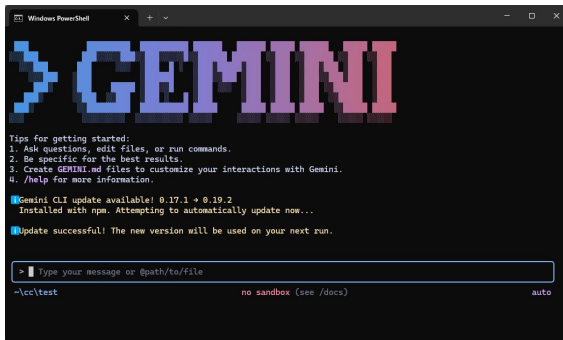 Windows PowerShell
> GEMINI
Tips for getting started:
1. Ask questions, edit files, or run commands.
2. Be specific for the best results.
3. Create GEMINI.md files to customize your interactions with Gemini.
4. /help for more information.
Gemini CLI update available! 0.17.1 → 0.19.2
Installed with npm. Attempting to automatically update now...
Update successful! The new version will be used on your next run.
> Type your message or @path/to/file
~\cc\test no sandbox (see /docs) auto